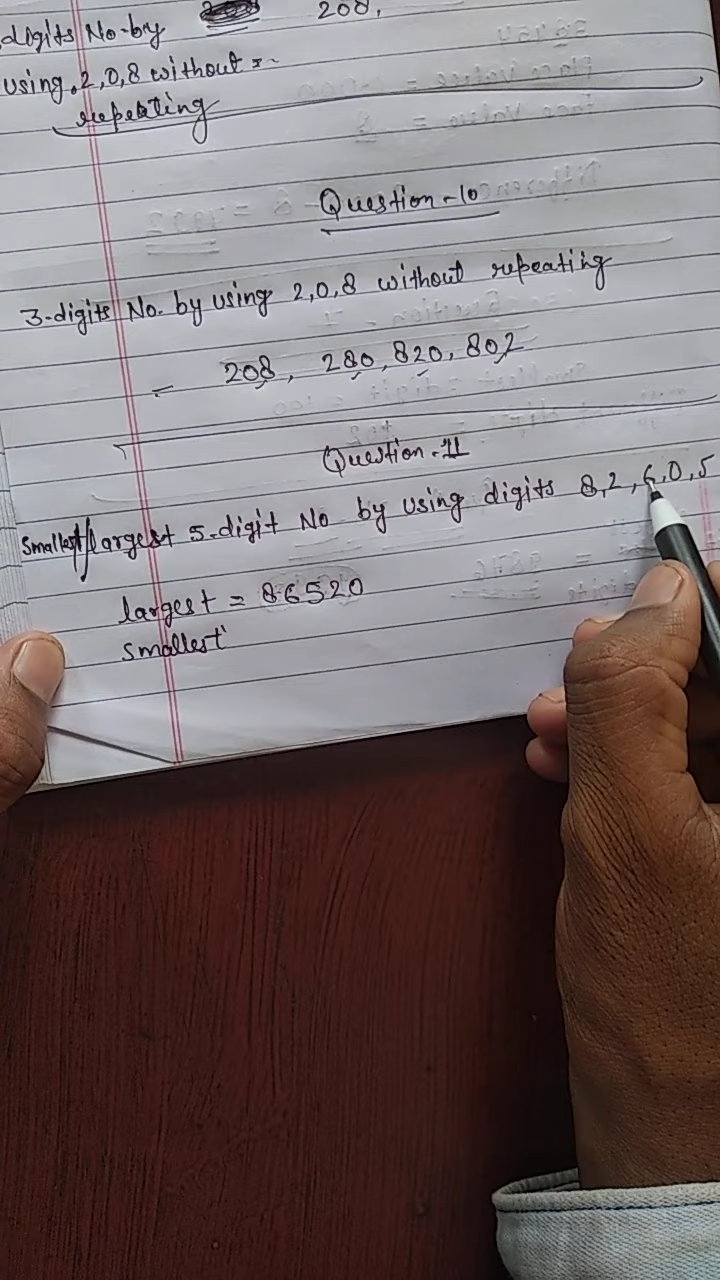 digits No. by 208,
using 2,0,8 without =
repeating
Question-10
3-digits No. by using 2,0,8 without repeating
= 208, 280, 820, 802
Question-11
Smallest/largest 5-digit No by using digits 8,2,6,0,5
largest = 86520
smallest